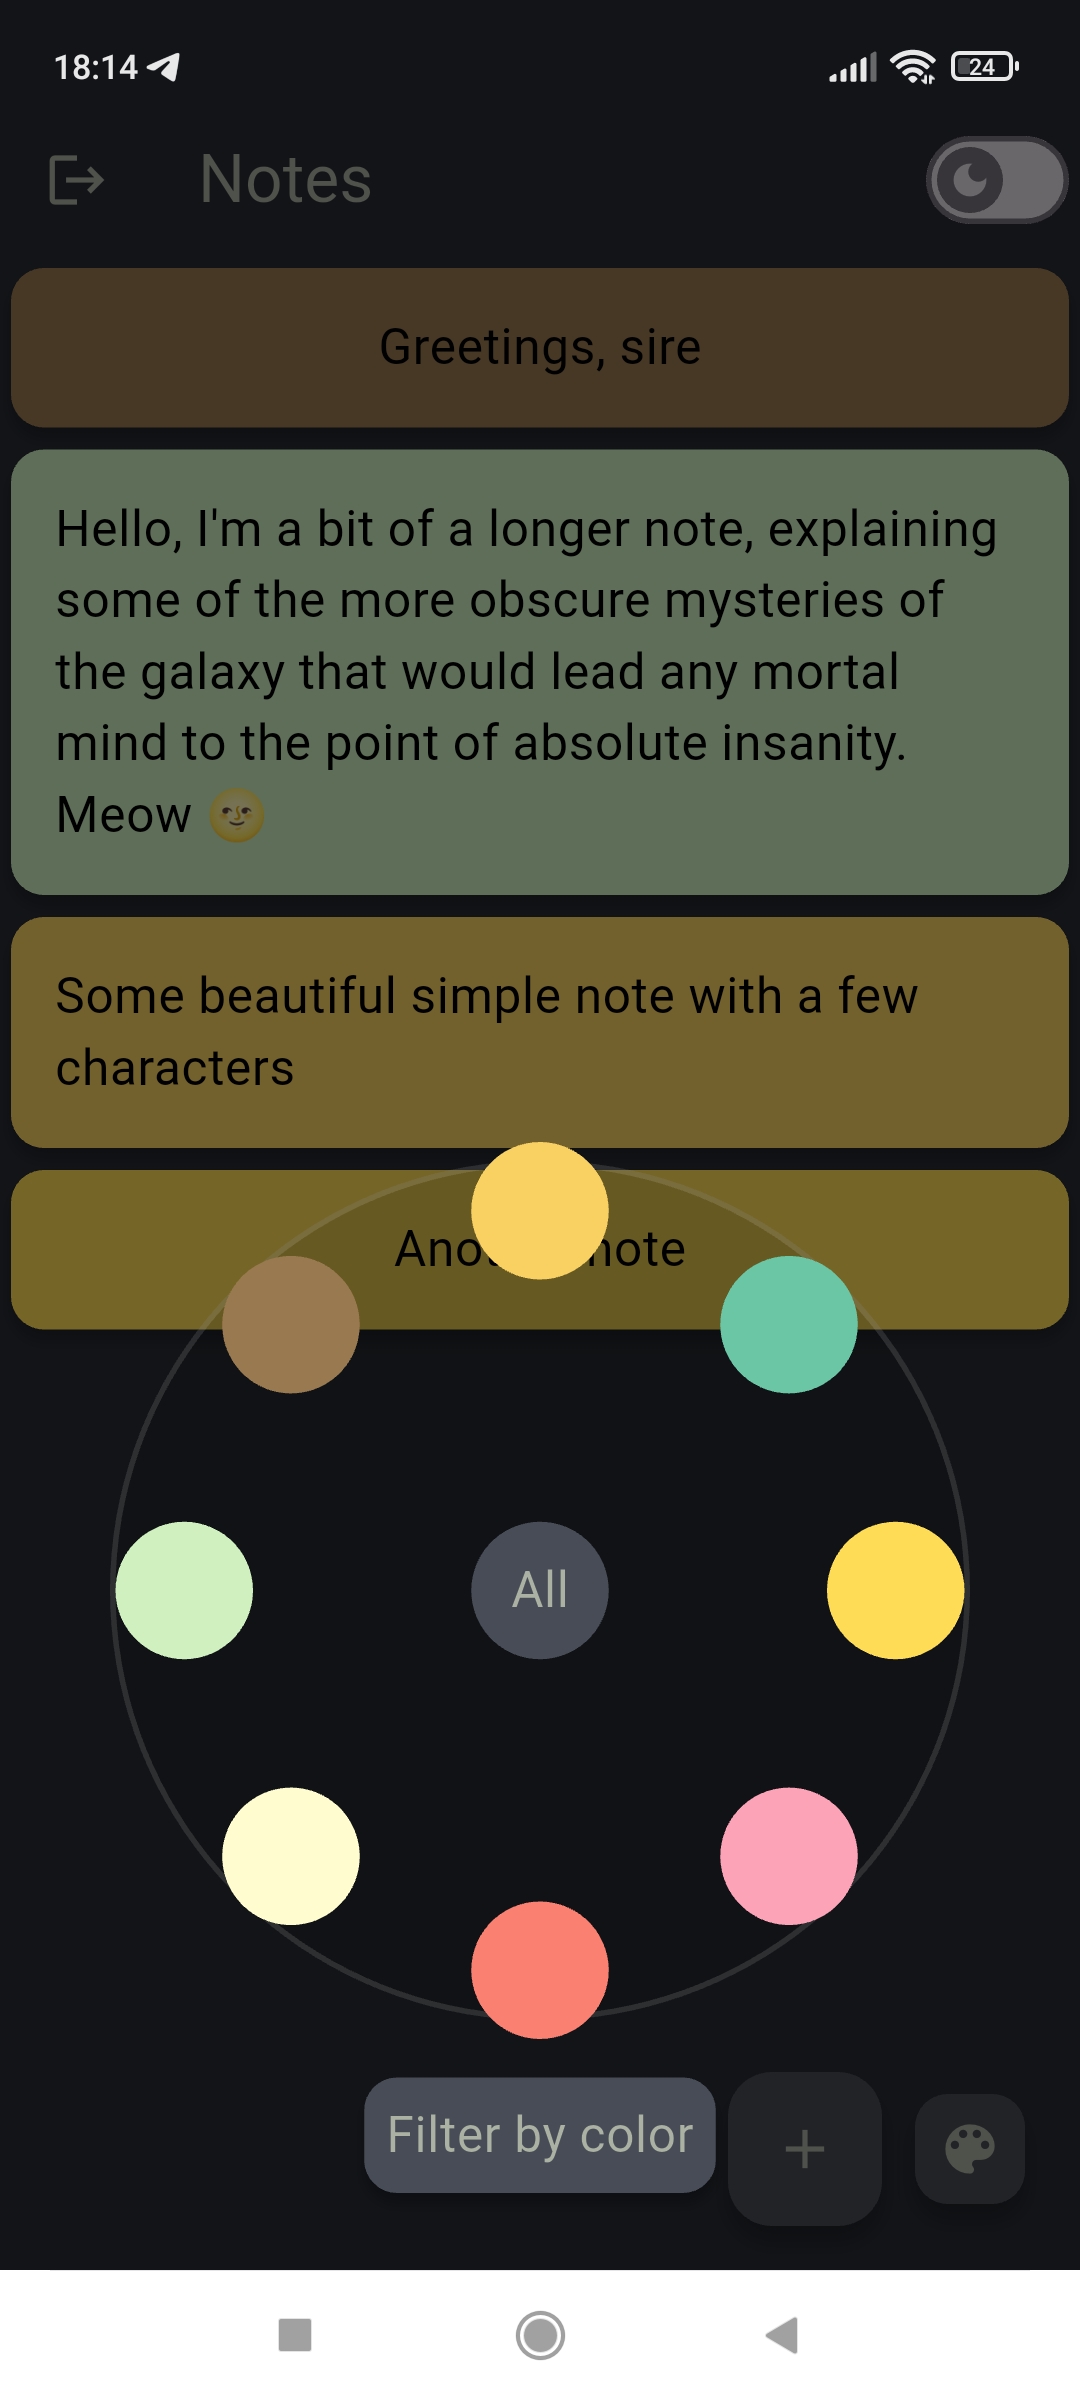 18:14
24
Notes
Greetings, sire
Hello, I'm a bit of a longer note, explaining
some of the more obscure mysteries of
the galaxy that would lead any mortal
mind to the point of absolute insanity.
Meow 🌝
Some beautiful simple note with a few
characters
note
All
Filter by color